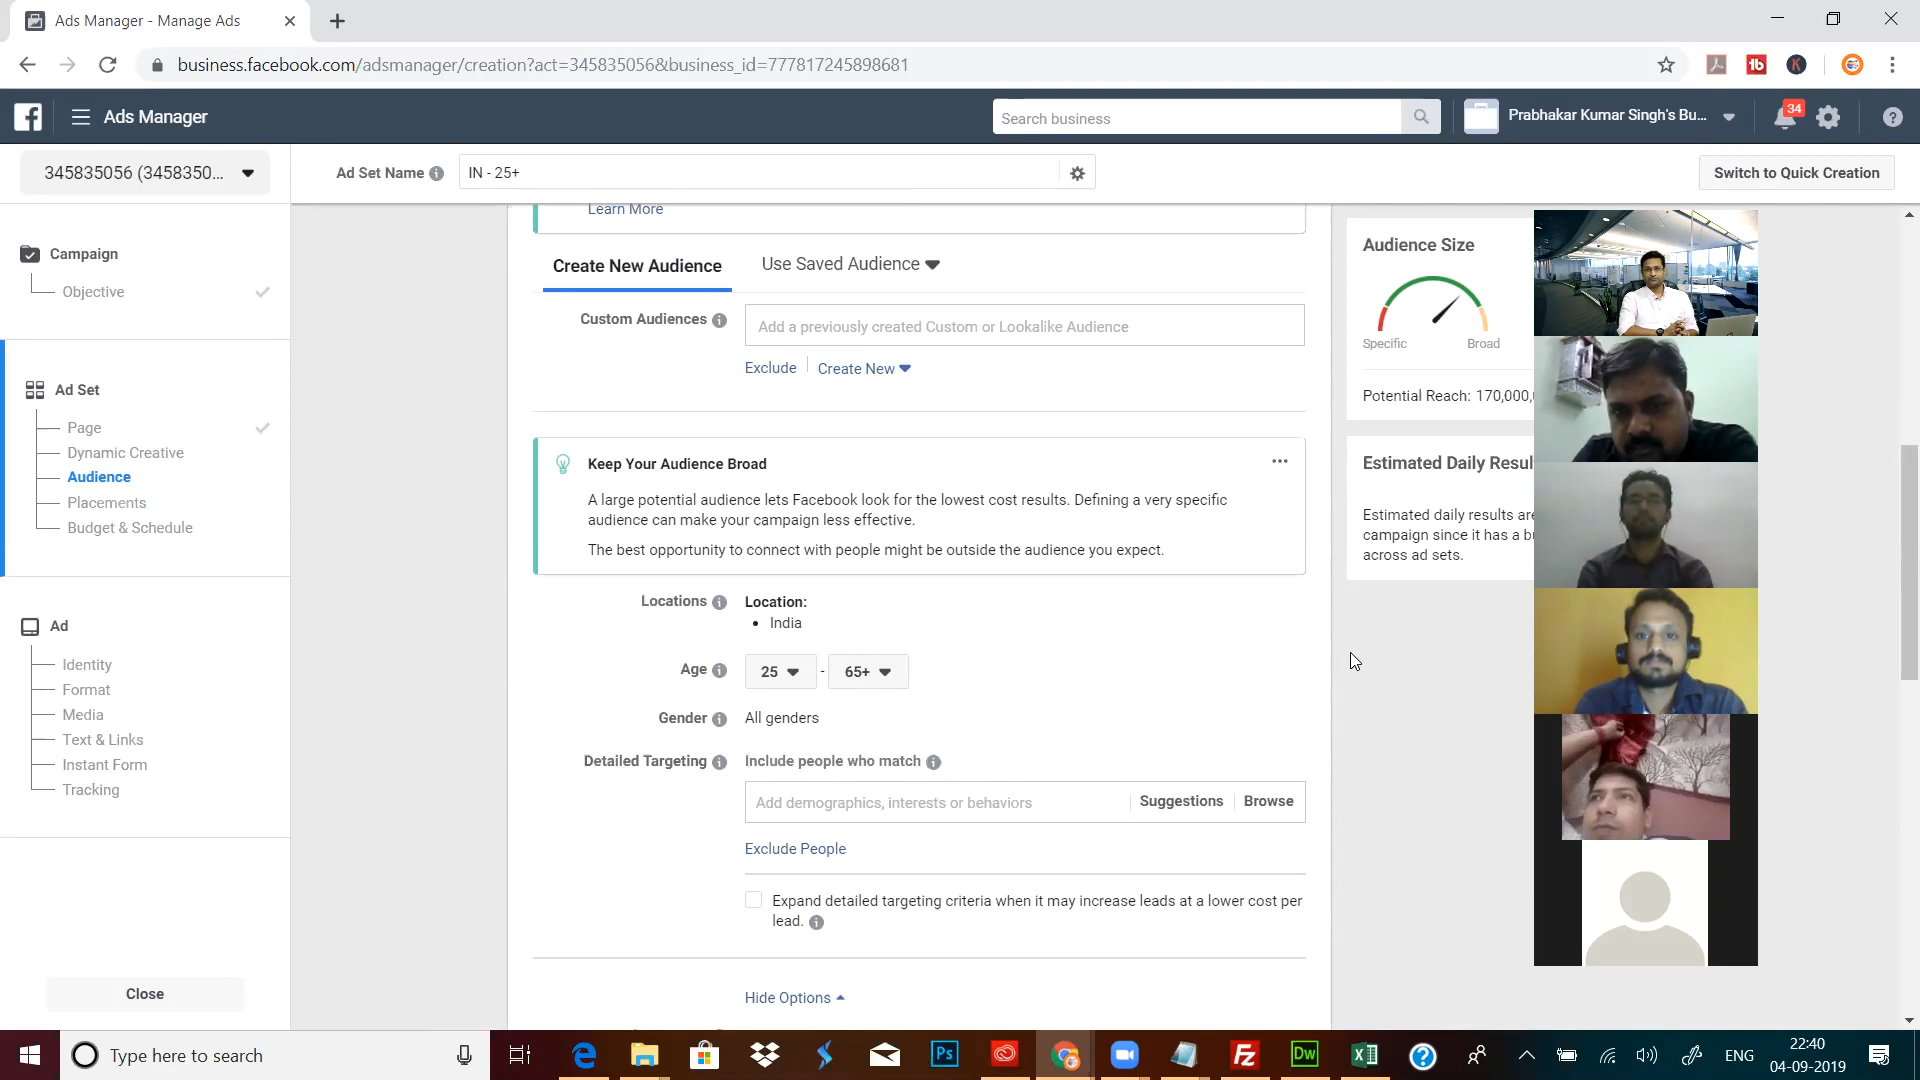 Ads Manager - Manage Ads
business.facebook.com/adsmanager/creation?act=345835056&business_id=777817245898681
Ads Manager
Search business
Prabhakar Kumar Singh's Bu...
34
345835056 (3458350...
Ad Set Name
IN - 25+
Switch to Quick Creation
Campaign
Objective
Ad Set
Page
Dynamic Creative
Audience
Placements
Budget & Schedule
Ad
Identity
Format
Media
Text & Links
Instant Form
Tracking
Close
Learn More
Create New Audience
Use Saved Audience
Custom Audiences
Add a previously created Custom or Lookalike Audience
Exclude
Create New
Keep Your Audience Broad
A large potential audience lets Facebook look for the lowest cost results. Defining a very specific
audience can make your campaign less effective.
The best opportunity to connect with people might be outside the audience you expect.
Locations
Location:
• India
Age
25
-
65+
Gender
All genders
Detailed Targeting
Include people who match
Add demographics, interests or behaviors
Suggestions
Browse
Exclude People
Expand detailed targeting criteria when it may increase leads at a lower cost per
lead.
Hide Options
Audience Size
Specific
Broad
Potential Reach: 170,000,
Estimated Daily Resul
Estimated daily results are
campaign since it has a b
across ad sets.
Type here to search
Ps
Fz
Dw
ENG
22:40
04-09-2019